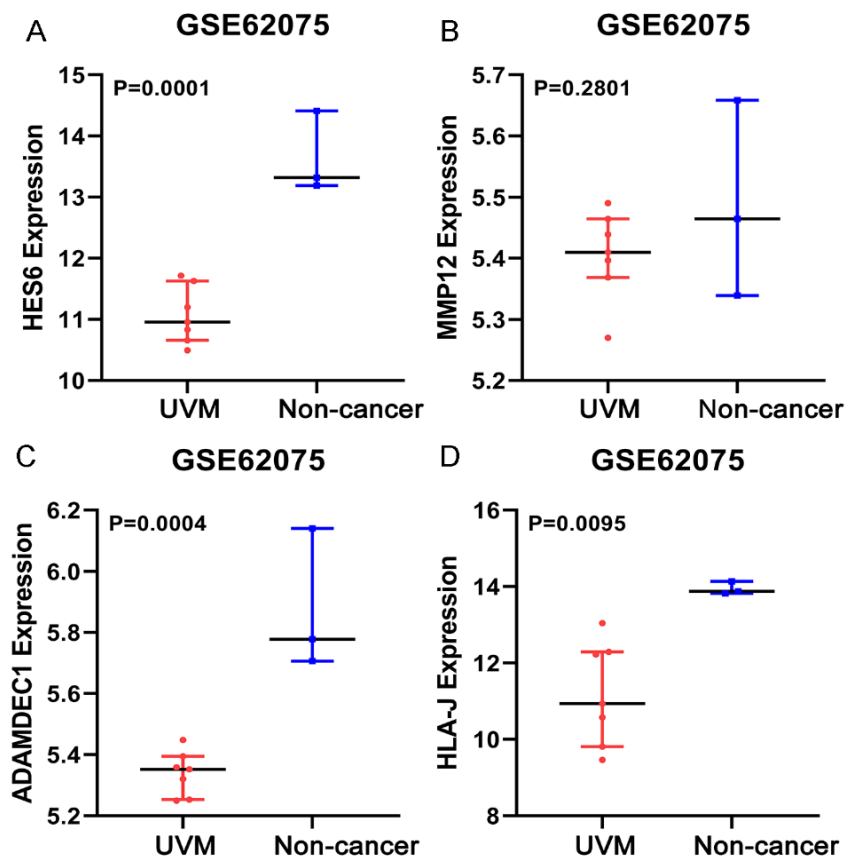 A
GSE62075
P=0.0001
HES6 Expression
15
14
13
12
11
10
UVM
Non-cancer
B
GSE62075
P=0.2801
MMP12 Expression
5.7
5.6
5.5
5.4
5.3
5.2
UVM
Non-cancer
C
GSE62075
P=0.0004
ADAMDEC1 Expression
6.2
6.0
5.8
5.6
5.4
5.2
UVM
Non-cancer
D
GSE62075
P=0.0095
HLA-J Expression
16
14
12
10
8
UVM
Non-cancer